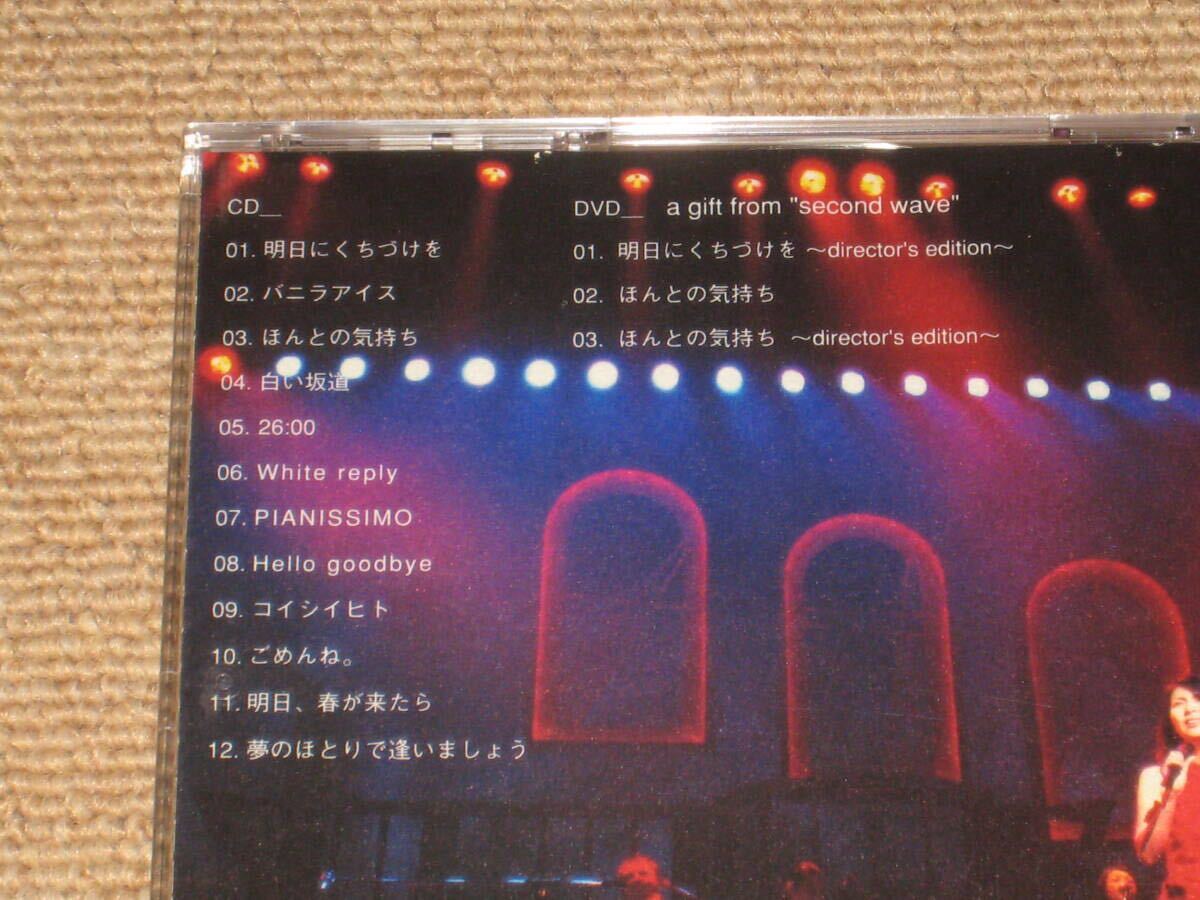 CD__
01. 明日にくちづけを
02. バニラアイス
03. ほんとの気持ち
04. 白い坂道
05. 26:00
06. White reply
07. PIANISSIMO
08. Hello goodbye
09. コイシイヒト
10. ごめんね。
11. 明日、春が来たら
12. 夢のほとりで逢いましょう
DVD__ a gift from "second wave"
01. 明日にくちづけを 〜director's edition〜
02. ほんとの気持ち
03. ほんとの気持ち 〜director's edition〜